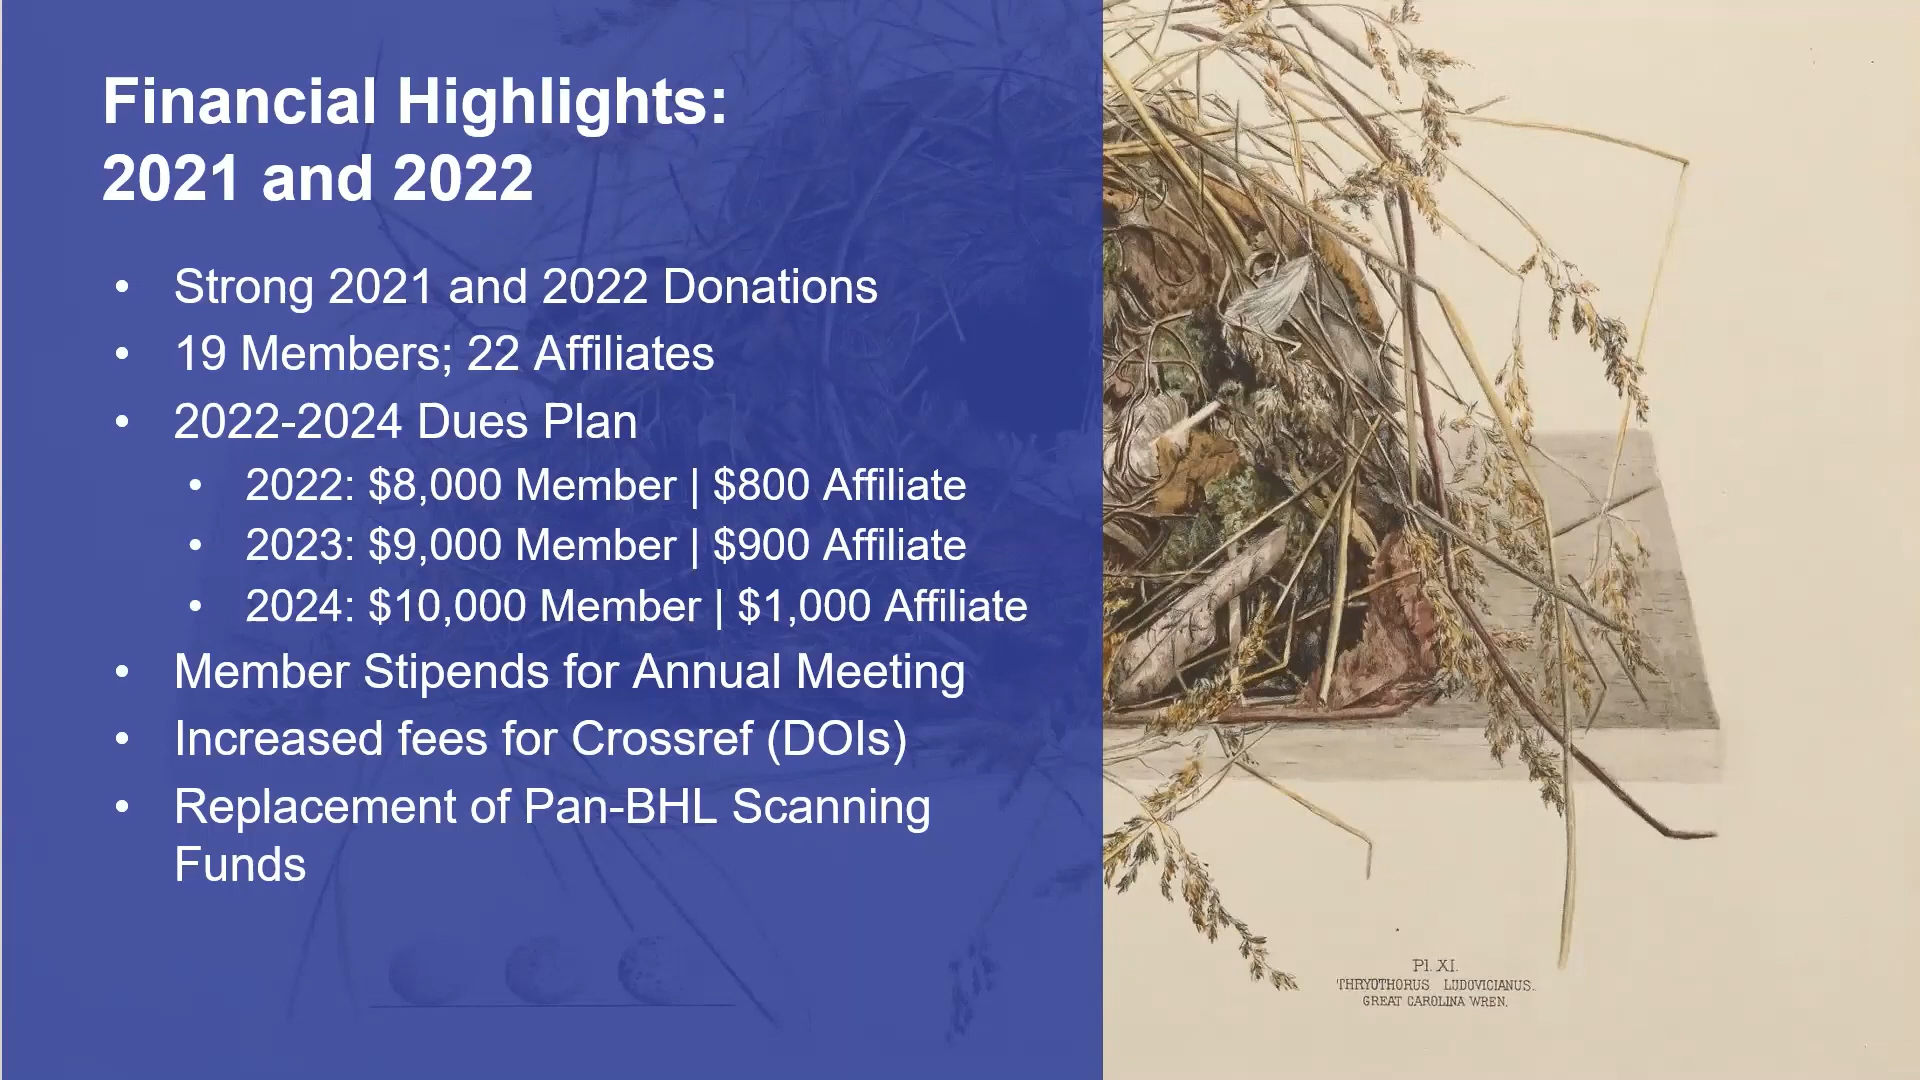 Financial Highlights:
2021 and 2022
• Strong 2021 and 2022 Donations
• 19 Members; 22 Affiliates
• 2022-2024 Dues Plan
• 2022: $8,000 Member | $800 Affiliate
• 2023: $9,000 Member | $900 Affiliate
• 2024: $10,000 Member | $1,000 Affiliate
• Member Stipends for Annual Meeting
• Increased fees for Crossref (DOIs)
• Replacement of Pan-BHL Scanning
Funds
Pl. XI.
THRYOTHORUS LUDOVICIANUS.
GREAT CAROLINA WREN.